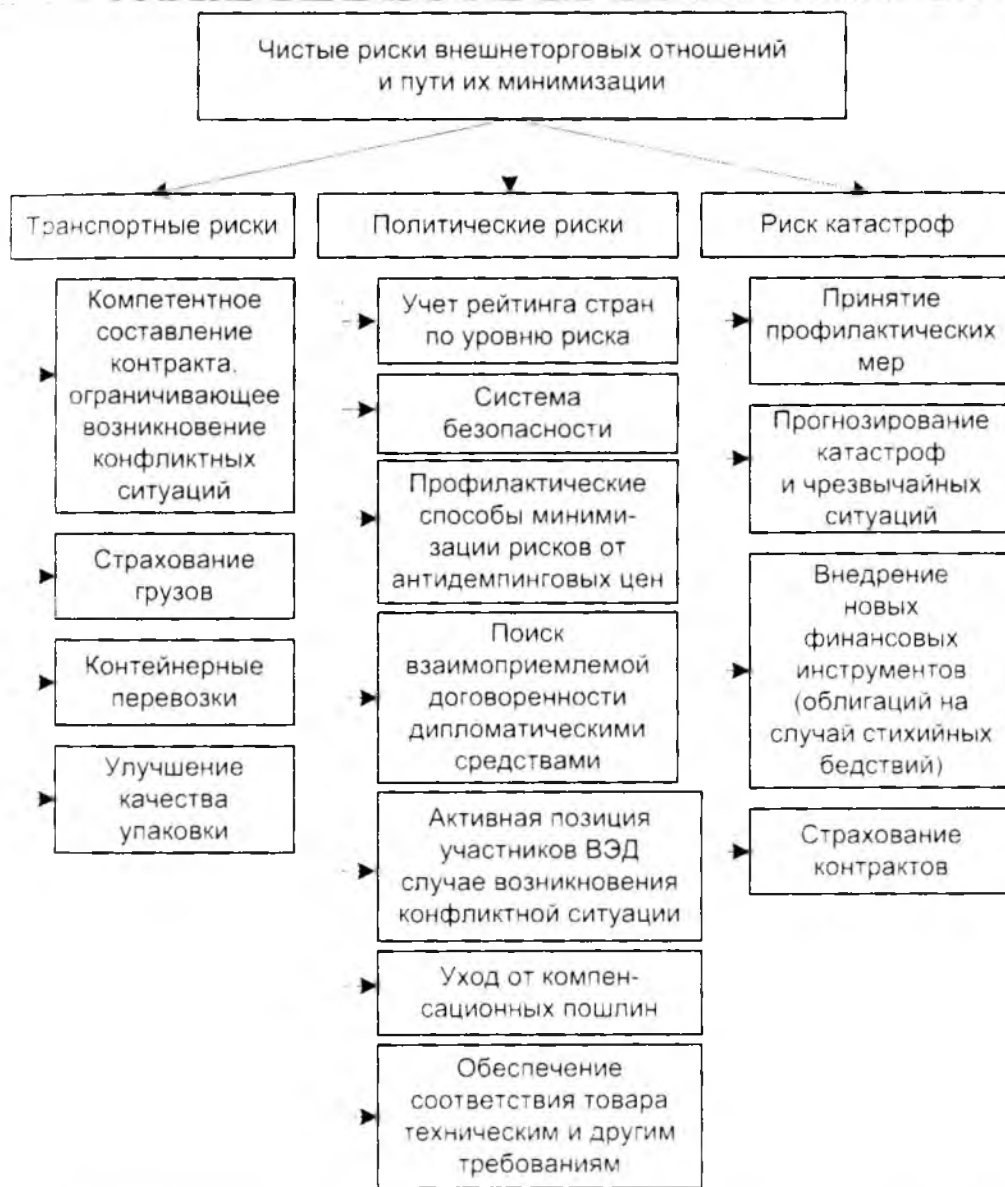 Чистые риски внешнеторговых отношений
и пути их минимизации
Транспортные риски
Компетентное
составление
контракта,
ограничивающее
возникновение
конфликтных
ситуаций
Страхование
грузов
Контейнерные
перевозки
Улучшение
качества
упаковки
Политические риски
Учет рейтинга стран
по уровню риска
Система
безопасности
Профилактические
способы миними-
зации рисков от
антидемпинговых цен
Поиск
взаимоприемлемой
договоренности
дипломатическими
средствами
Активная позиция
участников ВЭД
случае возникновения
конфликтной ситуации
Уход от компен-
сационных пошлин
Обеспечение
соответствия товара
техническим и другим
требованиям
Риск катастроф
Принятие
профилактических
мер
Прогнозирование
катастроф
и чрезвычайных
ситуаций
Внедрение
новых
финансовых
инструментов
(облигаций на
случай стихийных
бедствий)
Страхование
контрактов